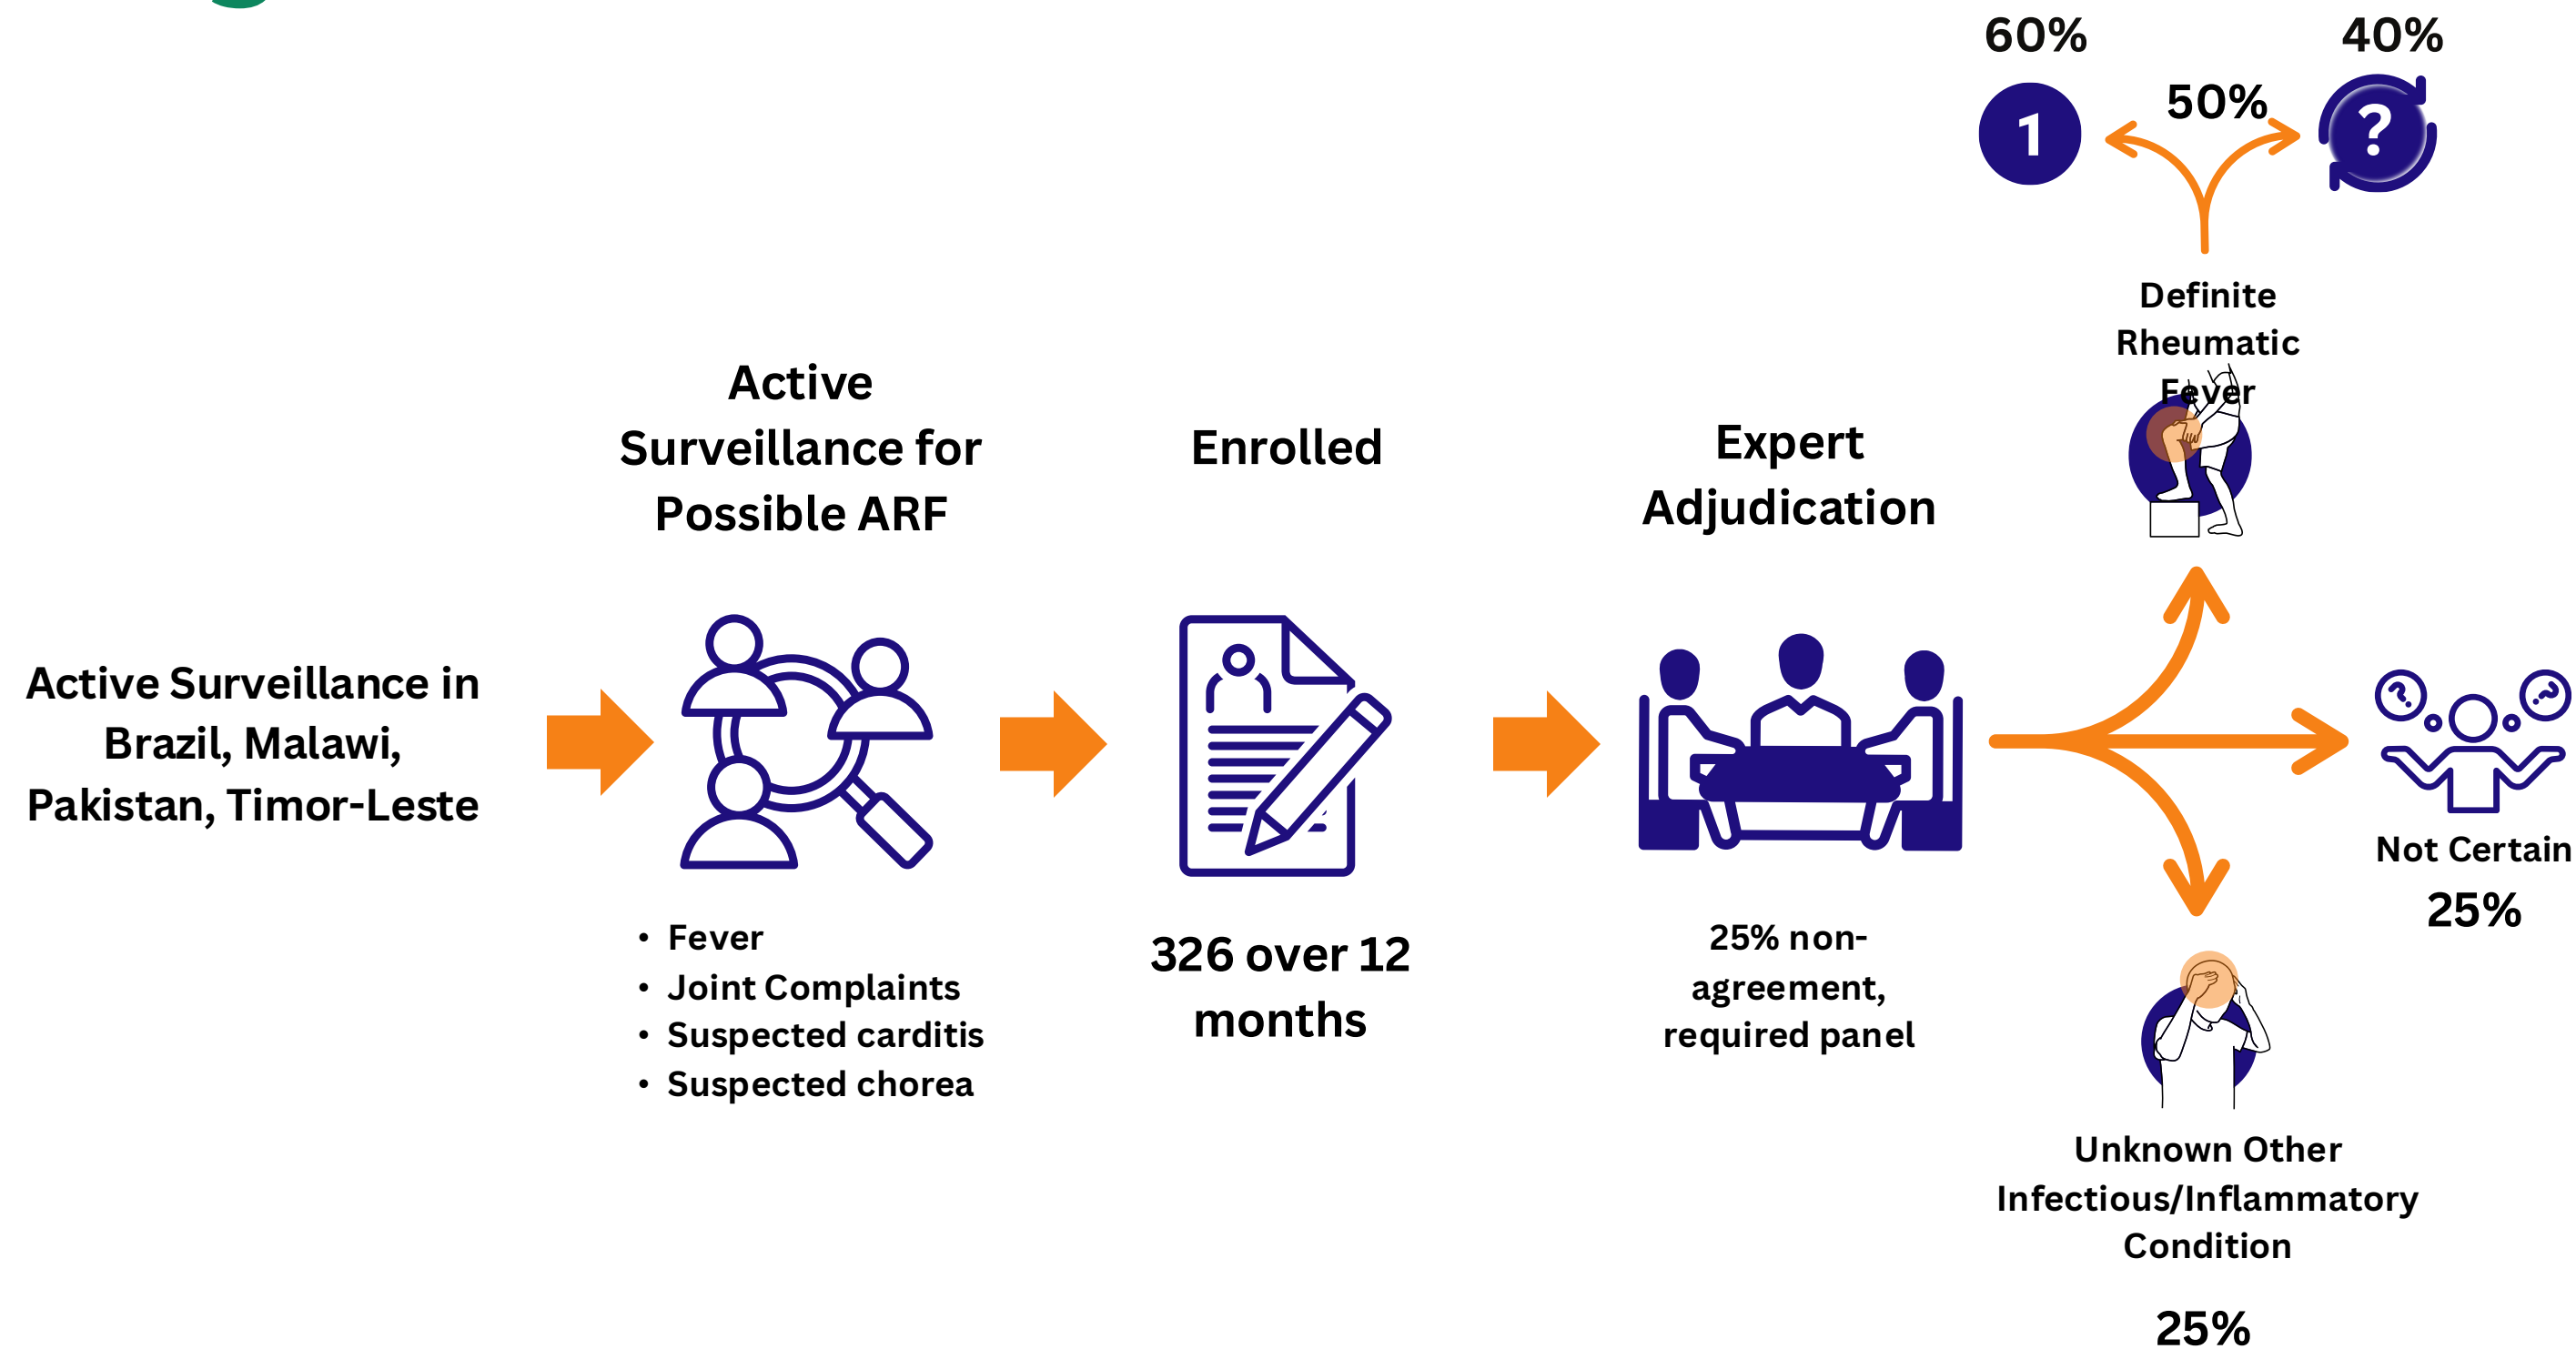 60%
40%
50%
1
?
Definite
Rheumatic
Fever
Active
Surveillance for
Possible ARF
Enrolled
Expert
Adjudication
Active Surveillance in
Brazil, Malawi,
Pakistan, Timor-Leste
? ?
Not Certain
25%
• Fever
• Joint Complaints
• Suspected carditis
• Suspected chorea
326 over 12
months
25% non-
agreement,
required panel
Unknown Other
Infectious/Inflammatory
Condition
25%